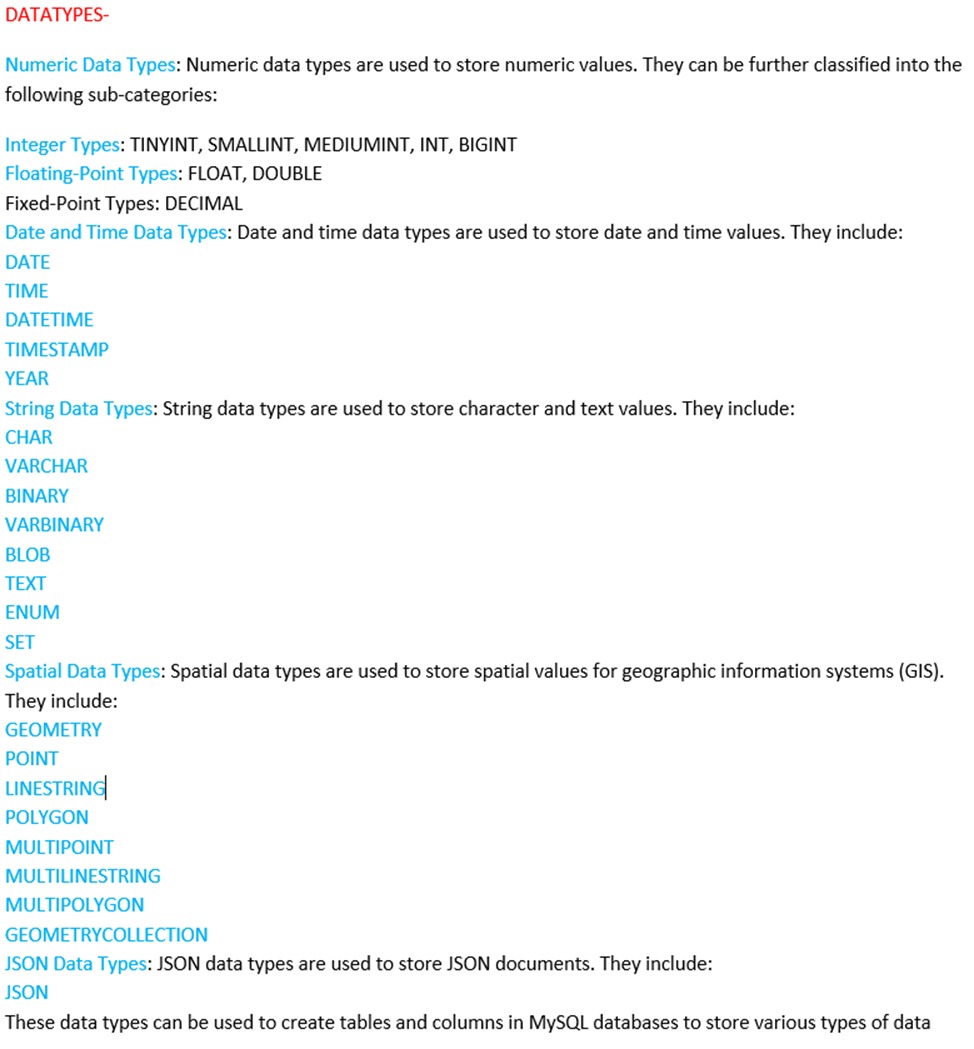 DATATYPES-
Numeric Data Types: Numeric data types are used to store numeric values. They can be further classified into the
following sub-categories:
Integer Types: TINYINT, SMALLINT, MEDIUMINT, INT, BIGINT
Floating-Point Types: FLOAT, DOUBLE
Fixed-Point Types: DECIMAL
Date and Time Data Types: Date and time data types are used to store date and time values. They include:
DATE
TIME
DATETIME
TIMESTAMP
YEAR
String Data Types: String data types are used to store character and text values. They include:
CHAR
VARCHAR
BINARY
VARBINARY
BLOB
TEXT
ENUM
SET
Spatial Data Types: Spatial data types are used to store spatial values for geographic information systems (GIS).
They include:
GEOMETRY
POINT
LINESTRING
POLYGON
MULTIPOINT
MULTILINESTRING
MULTIPOLYGON
GEOMETRYCOLLECTION
JSON Data Types: JSON data types are used to store JSON documents. They include:
JSON
These data types can be used to create tables and columns in MySQL databases to store various types of data